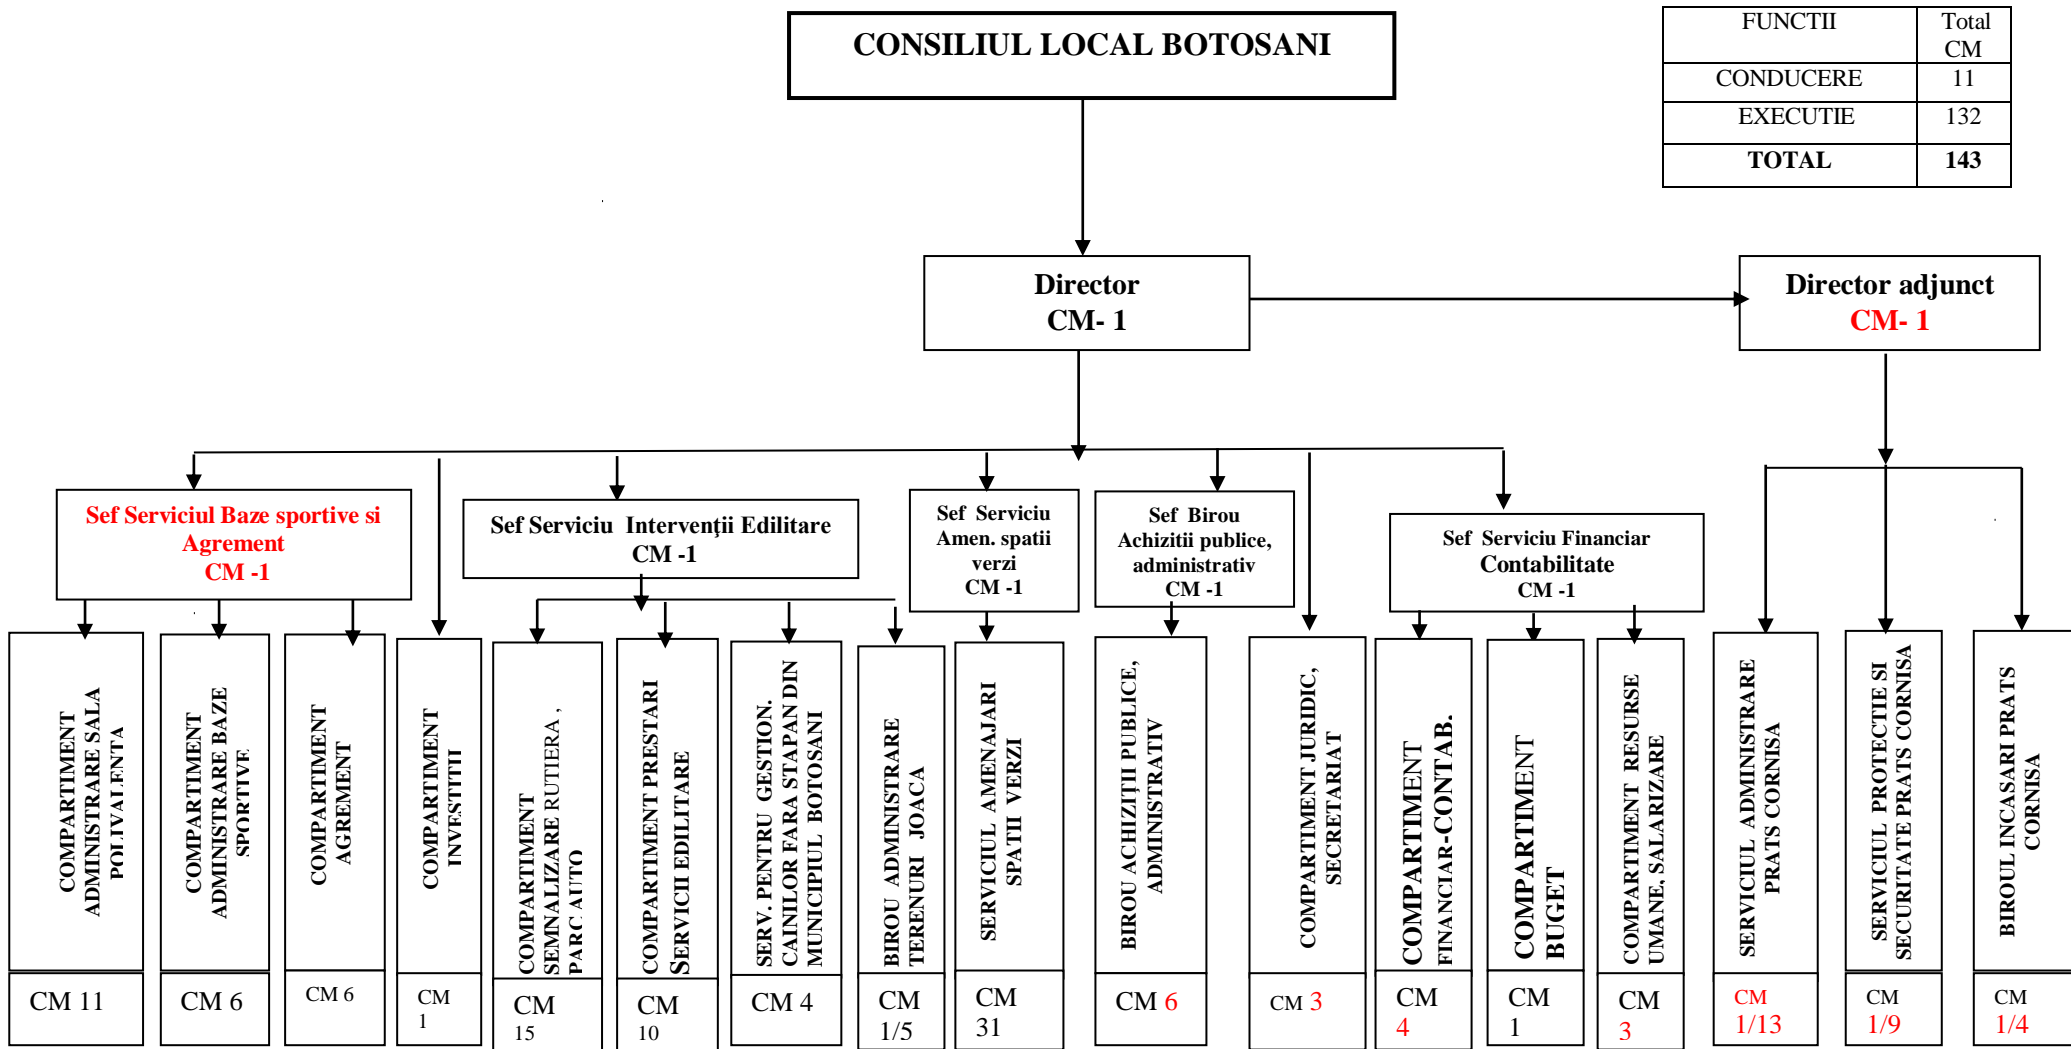 CONSILIUL LOCAL BOTOSANI
FUNCTII Total
CM
CONDUCERE 11
EXECUTIE 132
TOTAL 143
Director
CM- 1
Director adjunct
CM- 1
Sef Serviciul Baze sportive si
Agrement
CM -1
Sef Serviciu Intervenţii Edilitare
CM -1
Sef Serviciu
Amen. spatii
verzi
CM -1
Sef Birou
Achizitii publice,
administrativ
CM -1
Sef Serviciu Financiar
Contabilitate
CM -1
COMPARTIMENT
ADMINISTRARE SALA
POLIVALENTA
CM 11
COMPARTIMENT
ADMINISTRARE BAZE
SPORTIVE
CM 6
COMPARTIMENT
AGREMENT
CM 6
COMPARTIMENT
INVESTITII
CM
1
COMPARTIMENT
SEMNALIZARE RUTIERA ,
PARC AUTO
CM
15
COMPARTIMENT PRESTARI
SERVICII EDILITARE
CM
10
SERV. PENTRU GESTION.
CAINILOR FARA STAPAN DIN
MUNICIPIUL BOTOSANI
CM 4
BIROU ADMINISTRARE
TERENURI JOACA
CM
1/5
SERVICIUL AMENAJARI
SPATII VERZI
CM
31
BIROU ACHIZIŢII PUBLICE,
ADMINISTRATIV
CM 6
COMPARTIMENT JURIDIC,
SECRETARIAT
CM 3
COMPARTIMENT
FINANCIAR-CONTAB.
CM
4
COMPARTIMENT
BUGET
CM
1
COMPARTIMENT RESURSE
UMANE, SALARIZARE
CM
3
SERVICIUL ADMINISTRARE
PRATS CORNISA
CM
1/13
SERVICIUL PROTECTIE SI
SECURITATE PRATS CORNISA
CM
1/9
BIROUL INCASARI PRATS
CORNISA
CM
1/4